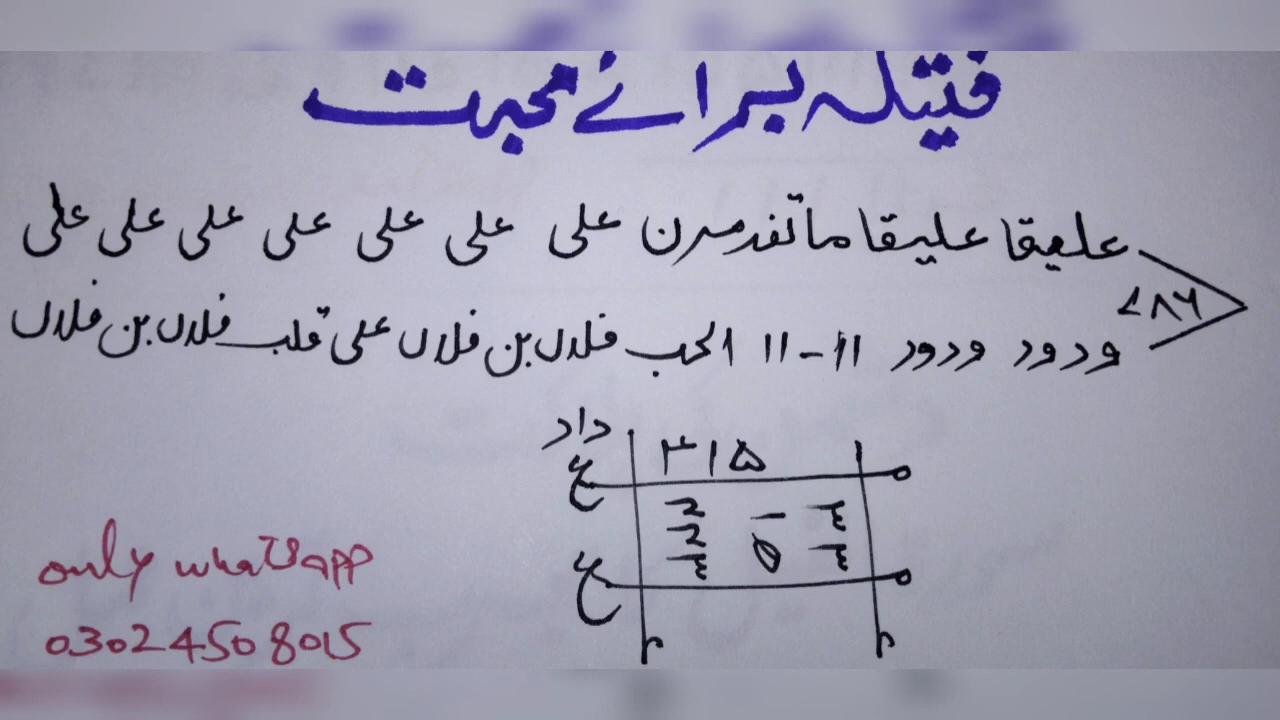 فتیلہ برائے محبت
علیقا علیقا ماتفدمرن علی علی علی علی علی علی علی
۷۸۶
ودود ودود ۱۱-۱۱ الحب فلاں بن فلاں علی قلب فلاں بن فلاں
داد
۳۱۵
ع
ع
only whatsapp
03024508015